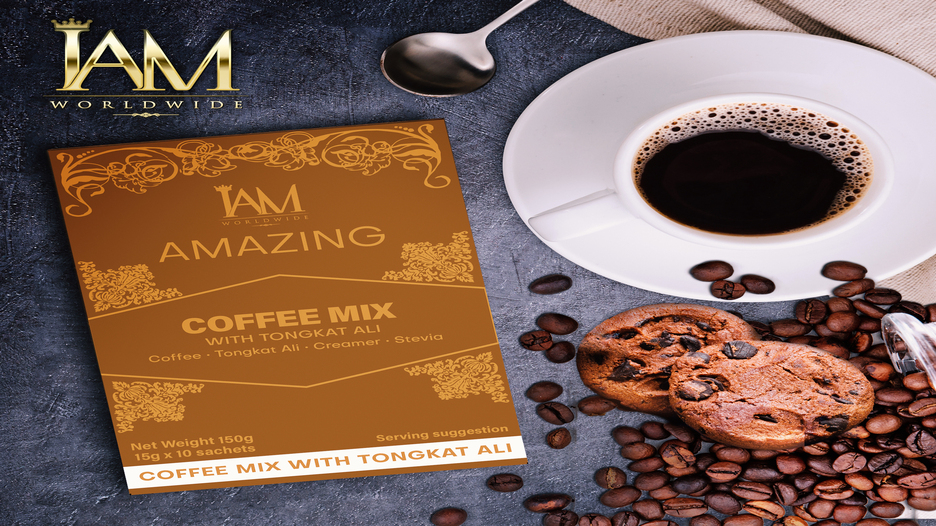 IAM
WORLDWIDE
IAM
WORLDWIDE
AMAZING
COFFEE MIX
WITH TONGKAT ALI
Coffee · Tongkat Ali · Creamer · Stevia
Net Weight 150g
15g x 10 sachets
Serving suggestion
COFFEE MIX WITH TONGKAT ALI